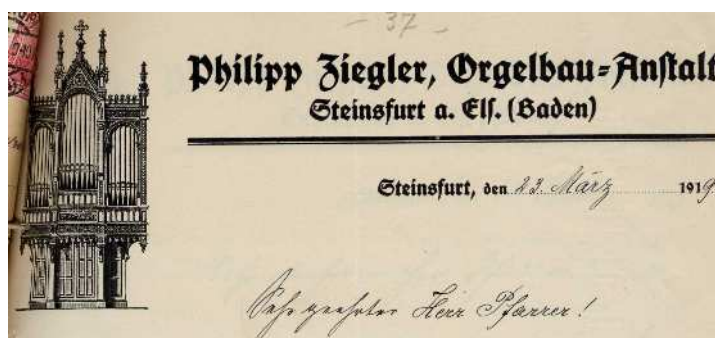 - 37 -
Philipp Ziegler, Orgelbau=Anstalt
Steinsfurt a. Els. (Baden)
Steinsfurt, den 23. März 1919
Sehr geehrter Herr Pfarrer!